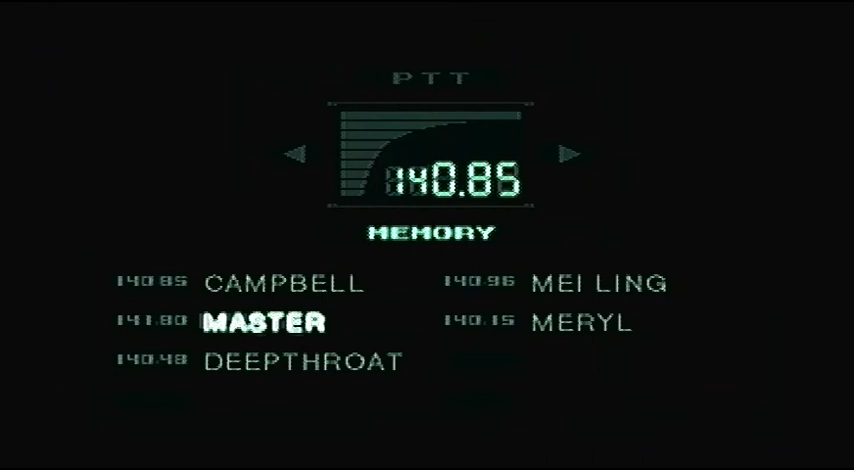 PTT
140.85
MEMORY
140.85 CAMPBELL 140.96 MEI LING
141.80 MASTER 140.15 MERYL
140.48 DEEPTHROAT